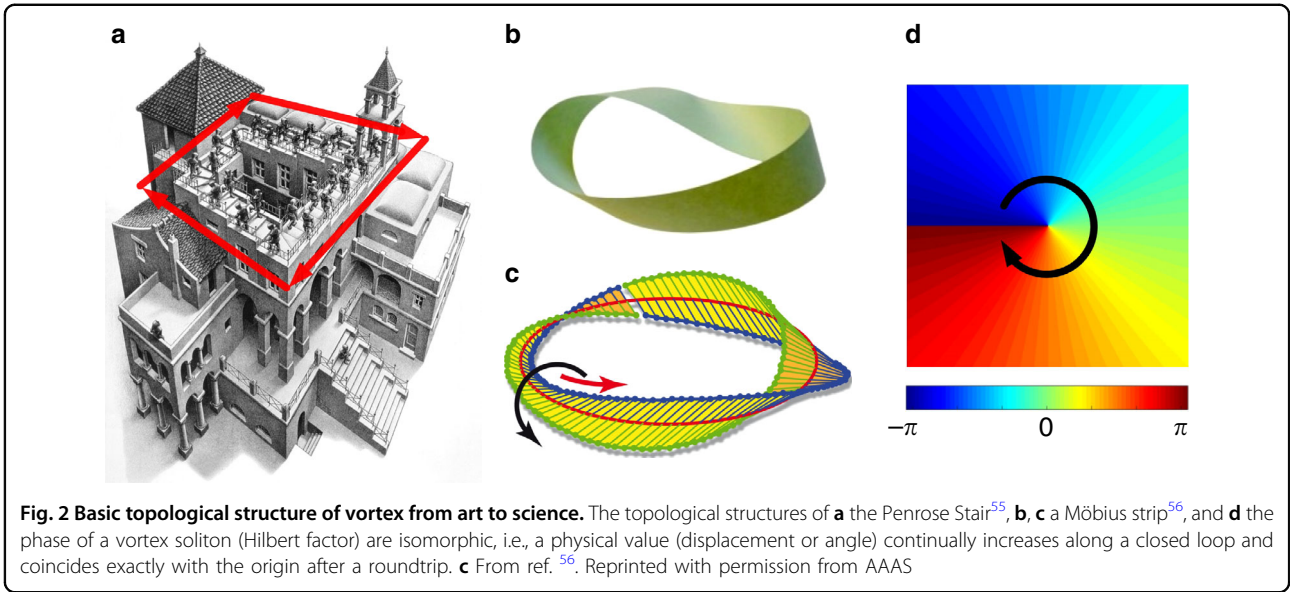 a
b
d
c
−π 0 π
Fig. 2 Basic topological structure of vortex from art to science. The topological structures of a the Penrose Stair55, b, c a Möbius strip56, and d the
phase of a vortex soliton (Hilbert factor) are isomorphic, i.e., a physical value (displacement or angle) continually increases along a closed loop and
coincides exactly with the origin after a roundtrip. c From ref. 56. Reprinted with permission from AAAS